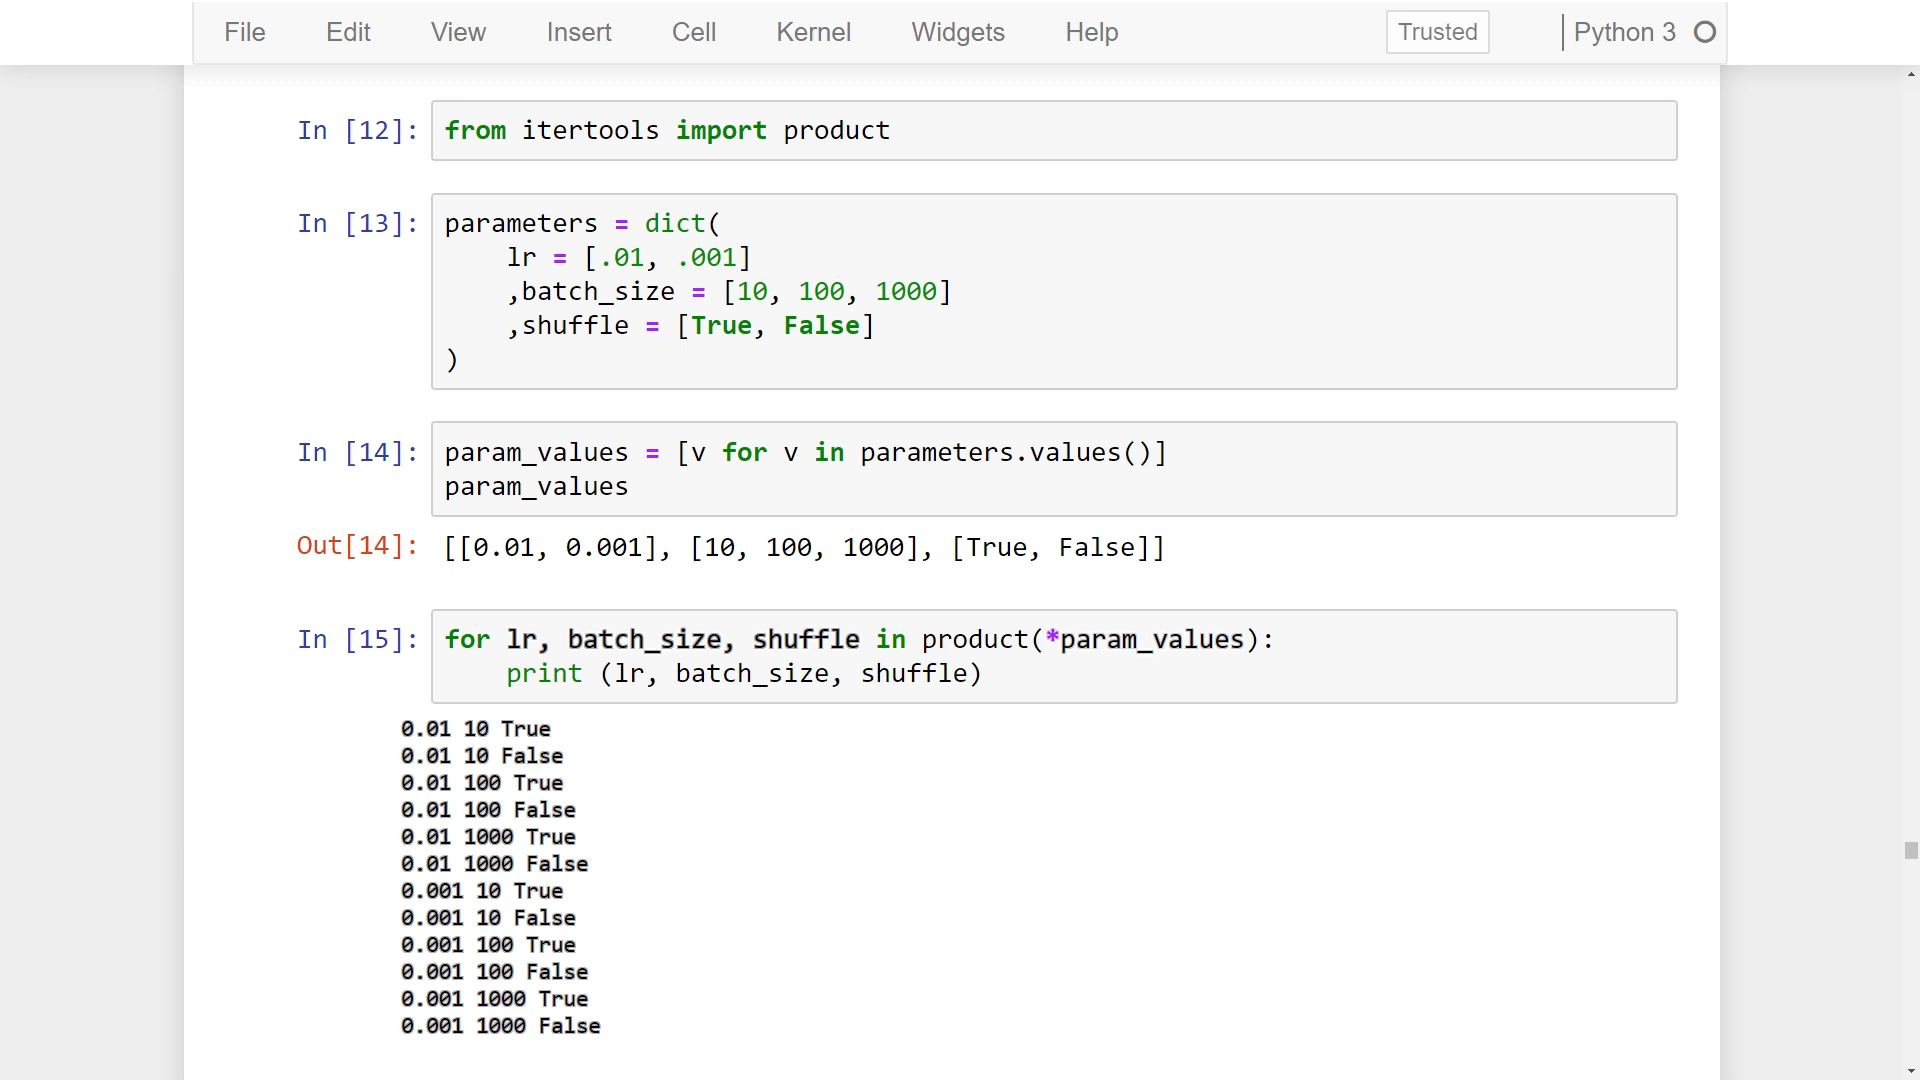 File Edit View Insert Cell Kernel Widgets Help Trusted Python 3
In [12]: from itertools import product
In [13]: parameters = dict(
    lr = [.01, .001]
    ,batch_size = [10, 100, 1000]
    ,shuffle = [True, False]
)
In [14]: param_values = [v for v in parameters.values()]
param_values
Out[14]: [[0.01, 0.001], [10, 100, 1000], [True, False]]
In [15]: for lr, batch_size, shuffle in product(*param_values):
    print (lr, batch_size, shuffle)
0.01 10 True
0.01 10 False
0.01 100 True
0.01 100 False
0.01 1000 True
0.01 1000 False
0.001 10 True
0.001 10 False
0.001 100 True
0.001 100 False
0.001 1000 True
0.001 1000 False